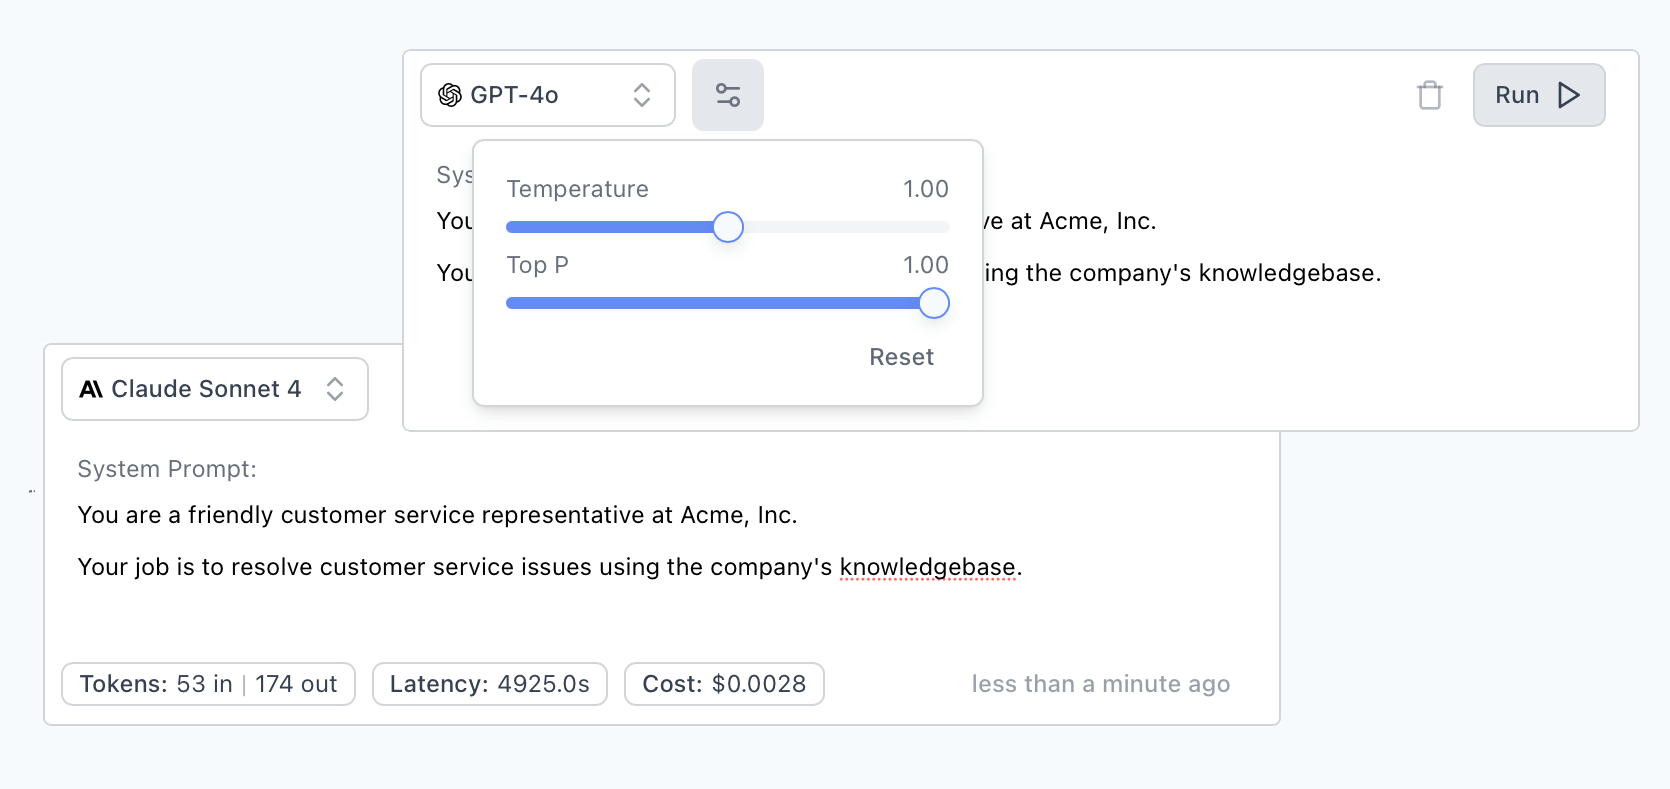 GPT-4o
Run
Sys
Temperature 1.00
You ve at Acme, Inc.
Top P 1.00
You ing the company's knowledgebase.
Reset
Claude Sonnet 4
System Prompt:
You are a friendly customer service representative at Acme, Inc.
Your job is to resolve customer service issues using the company's knowledgebase.
Tokens: 53 in | 174 out
Latency: 4925.0s
Cost: $0.0028
less than a minute ago